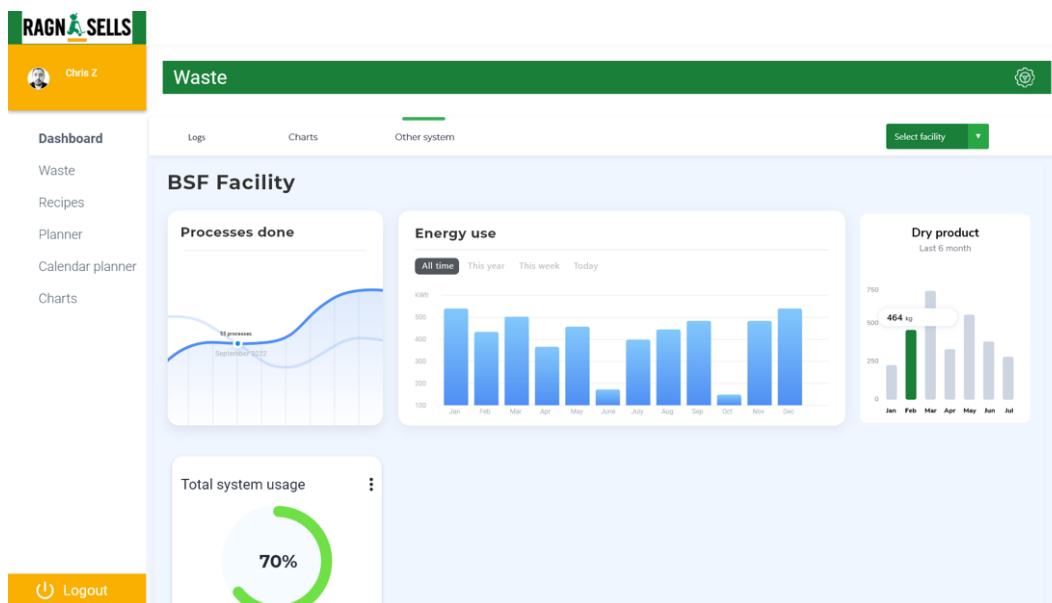 RAGN SELLS
Chris Z
Dashboard
Waste
Recipes
Planner
Calendar planner
Charts
Logout
Waste
Logs
Charts
Other system
Select facility
BSF Facility
Processes done
processes
September 2022
Energy use
All time
This year
This week
Today
KWh
500
400
300
200
100
Jan Feb Mar Apr May June July Aug Sep Oct Nov Dec
Dry product
Last 6 month
750
500
250
0
464 kg
Jan Feb Mar Apr May Jun Jul
Total system usage
70%